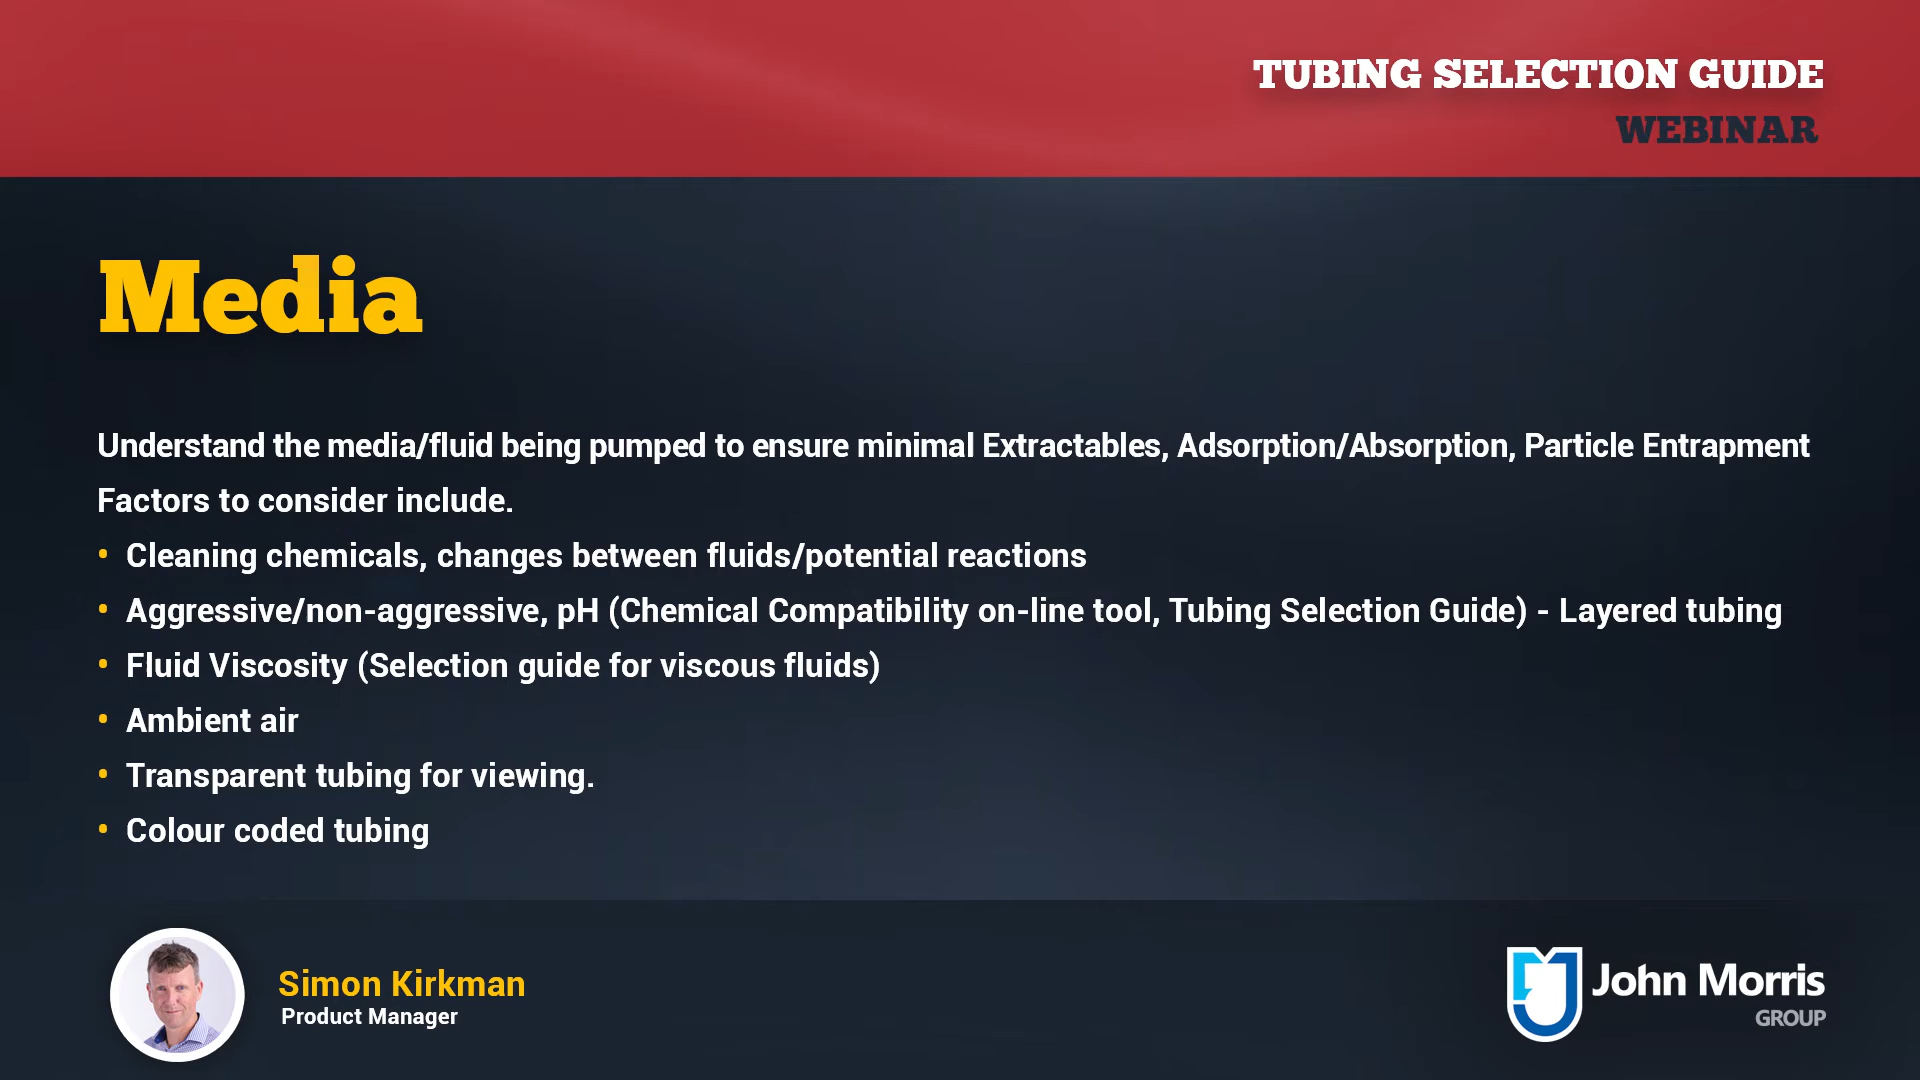 TUBING SELECTION GUIDE
WEBINAR
Media
Understand the media/fluid being pumped to ensure minimal Extractables, Adsorption/Absorption, Particle Entrapment
Factors to consider include.
• Cleaning chemicals, changes between fluids/potential reactions
• Aggressive/non-aggressive, pH (Chemical Compatibility on-line tool, Tubing Selection Guide) - Layered tubing
• Fluid Viscosity (Selection guide for viscous fluids)
• Ambient air
• Transparent tubing for viewing.
• Colour coded tubing
Simon Kirkman
Product Manager
John Morris
GROUP